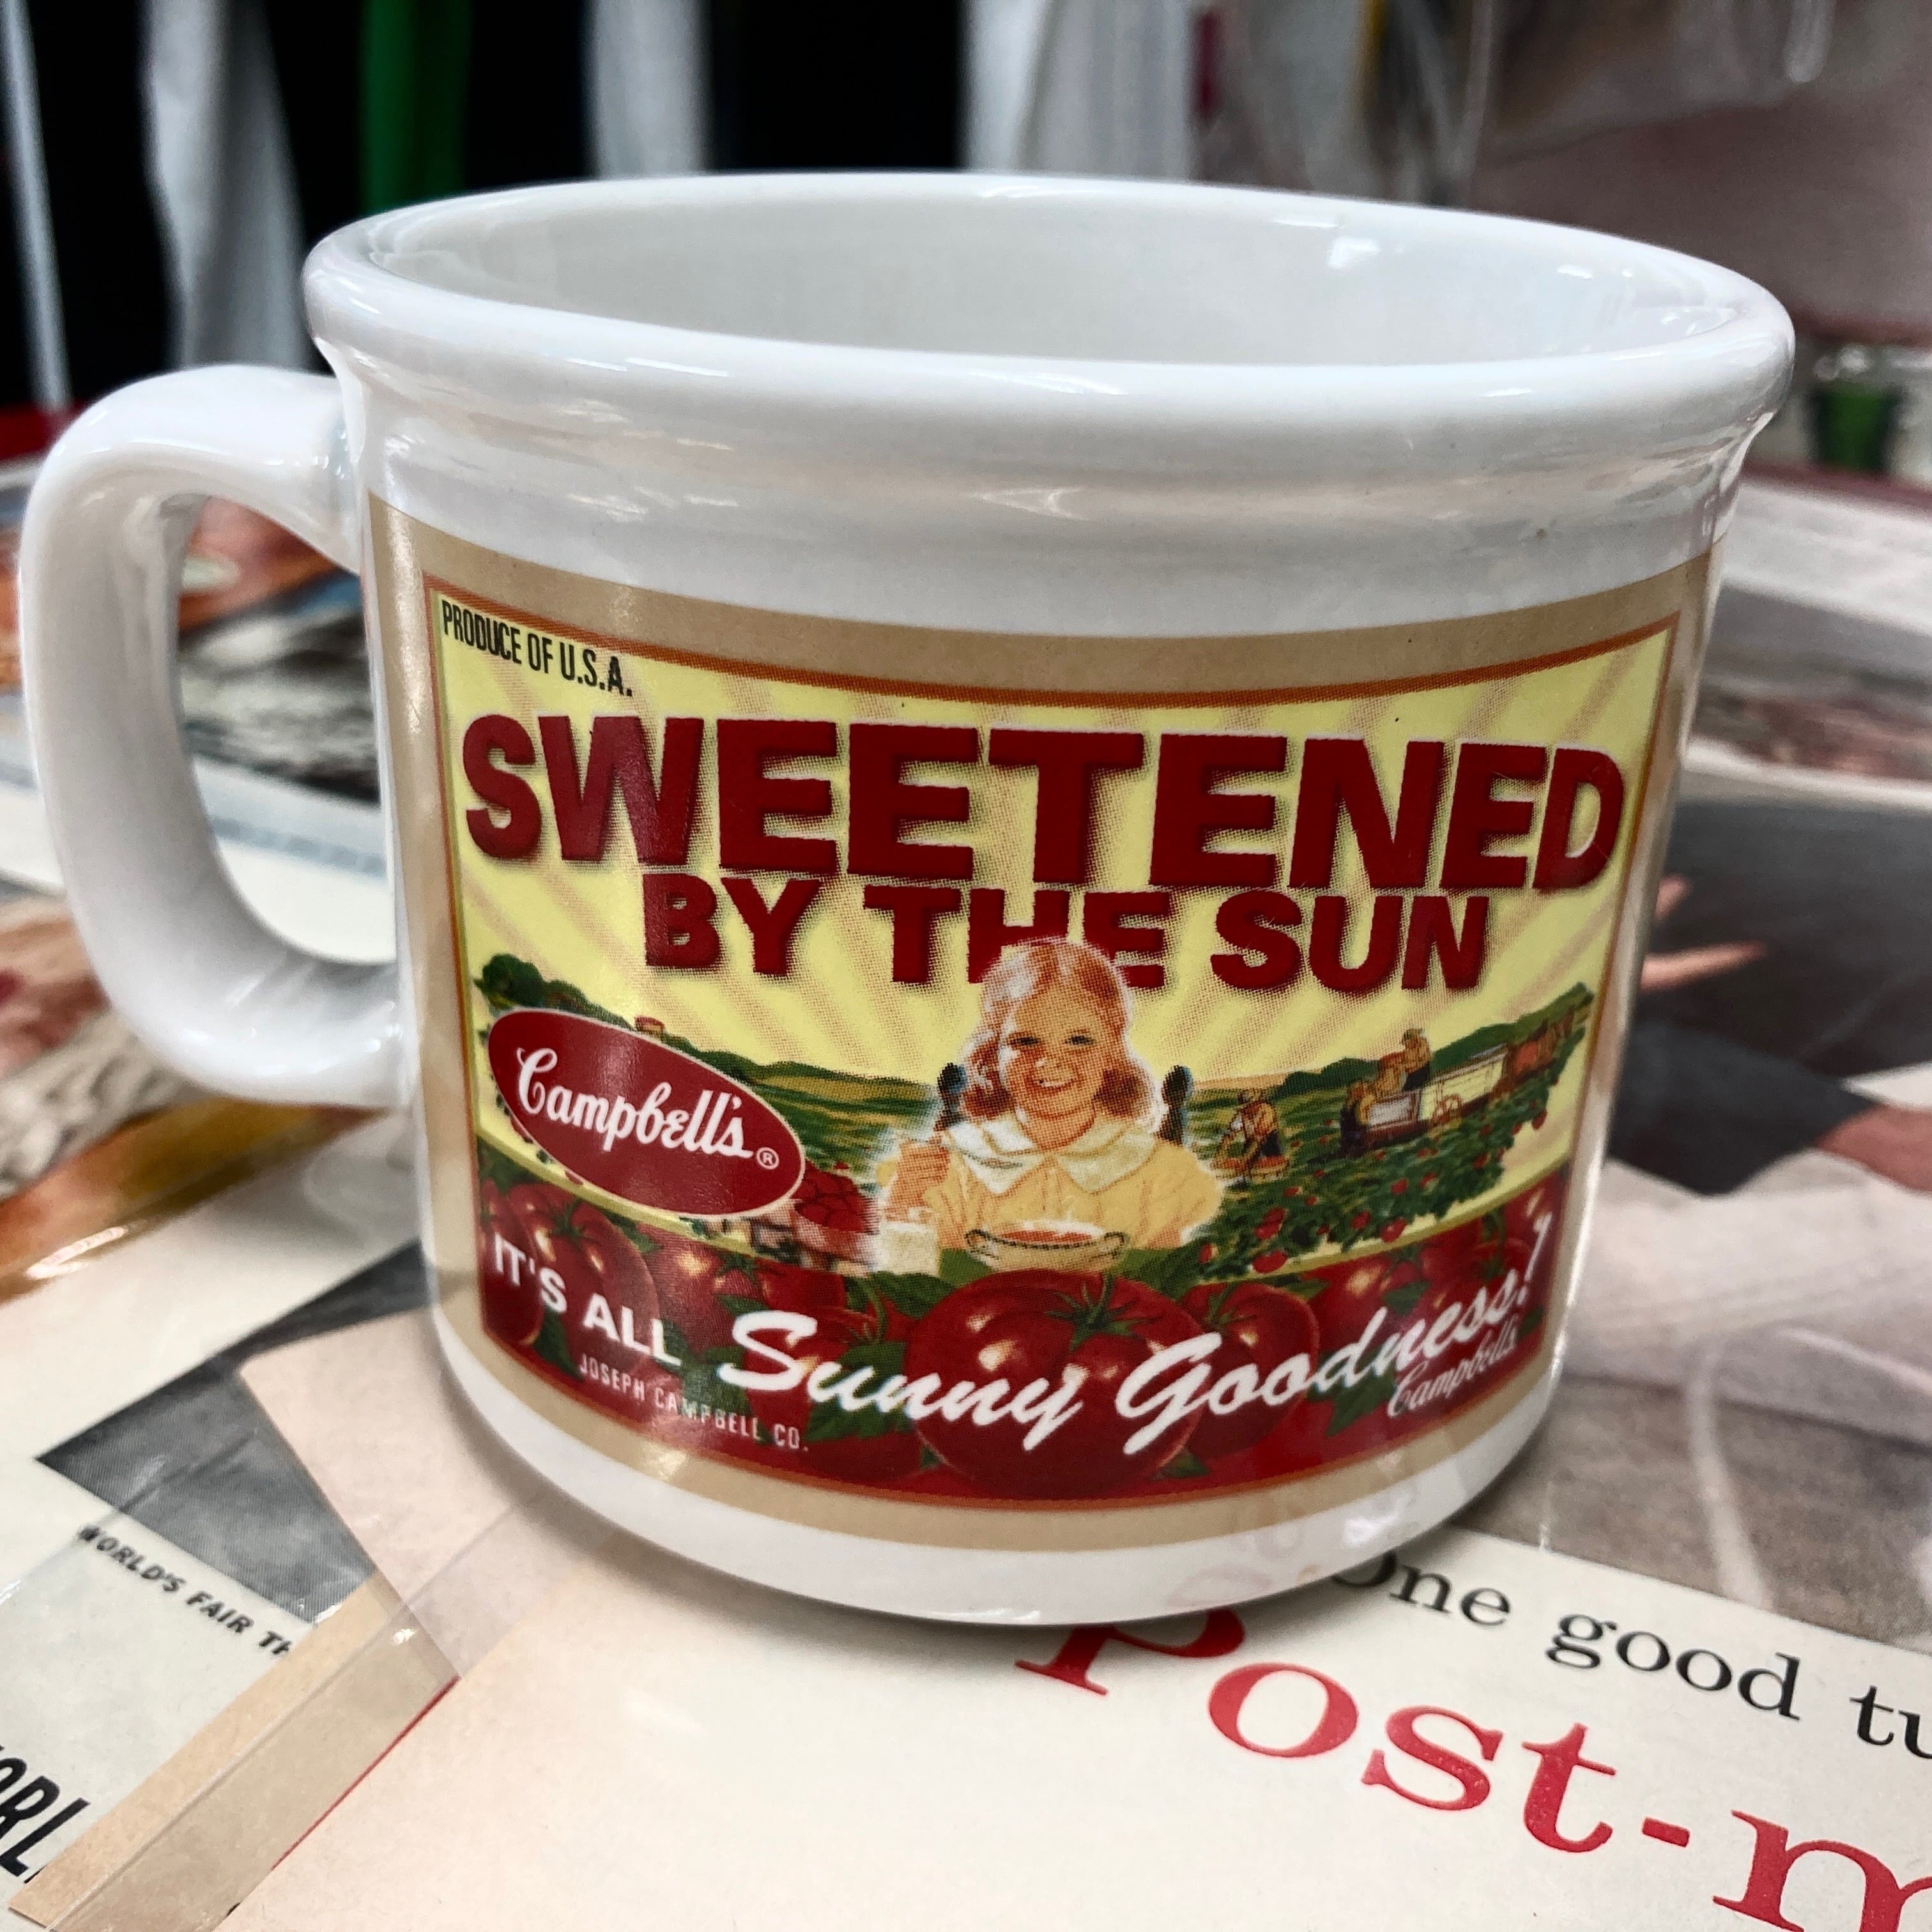 PRODUCE OF U.S.A.
SWEETENED
BY THE SUN
Campbell's®
IT'S ALL Sunny Goodness!
Campbell's
JOSEPH CAMPBELL CO.
WORLD'S FAIR
One good
Post-